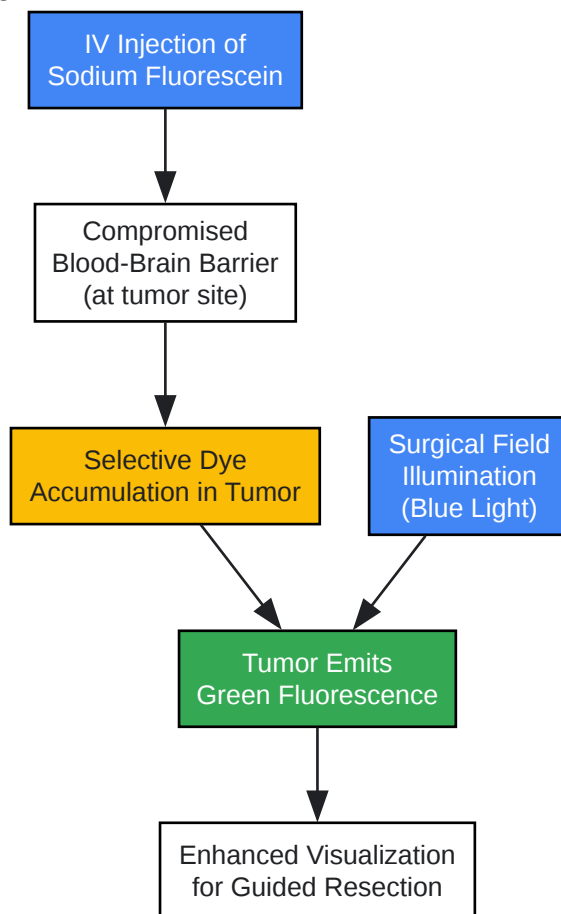 IV Injection of
Sodium Fluorescein
Compromised
Blood-Brain Barrier
(at tumor site)
Selective Dye
Accumulation in Tumor
Surgical Field
Illumination
(Blue Light)
Tumor Emits
Green Fluorescence
Enhanced Visualization
for Guided Resection